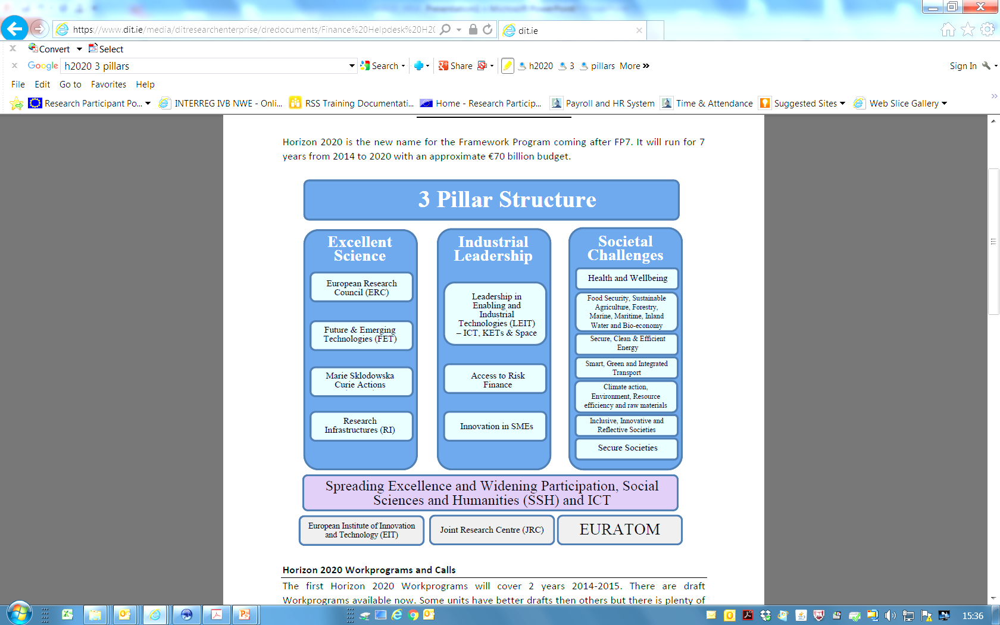 https://www.dit.ie/media/ditresearchenterprise/dredocuments/Finance%20Helpdesk%20H2(
dit.ie
x Convert Select
x Google h2020 3 pillars Search Share h2020 3 pillars More » Sign In
File Edit Go to Favorites Help
Research Participant Po... INTERREG IVB NWE - Onli... RSS Training Documentati... Home - Research Particip... Payroll and HR System Time & Attendance Suggested Sites Web Slice Gallery
Horizon 2020 is the new name for the Framework Program coming after FP7. It will run for 7
years from 2014 to 2020 with an approximate €70 billion budget.
3 Pillar Structure
Excellent
Science
European Research
Council (ERC)
Future & Emerging
Technologies (FET)
Marie Sklodowska
Curie Actions
Research
Infrastructures (RI)
Industrial
Leadership
Leadership in
Enabling and
Industrial
Technologies (LEIT)
– ICT, KETs & Space
Access to Risk
Finance
Innovation in SMEs
Societal
Challenges
Health and Wellbeing
Food Security, Sustainable
Agriculture, Forestry,
Marine, Maritime, Inland
Water and Bio-economy
Secure, Clean & Efficient
Energy
Smart, Green and Integrated
Transport
Climate action,
Environment, Resource
efficiency and raw materials
Inclusive, Innovative and
Reflective Societies
Secure Societies
Spreading Excellence and Widening Participation, Social
Sciences and Humanities (SSH) and ICT
European Institute of Innovation
and Technology (EIT)
Joint Research Centre (JRC)
EURATOM
Horizon 2020 Workprograms and Calls
The first Horizon 2020 Workprograms will cover 2 years 2014-2015. There are draft
Workprograms available now. Some units have better drafts then others but there is plenty of
15:36